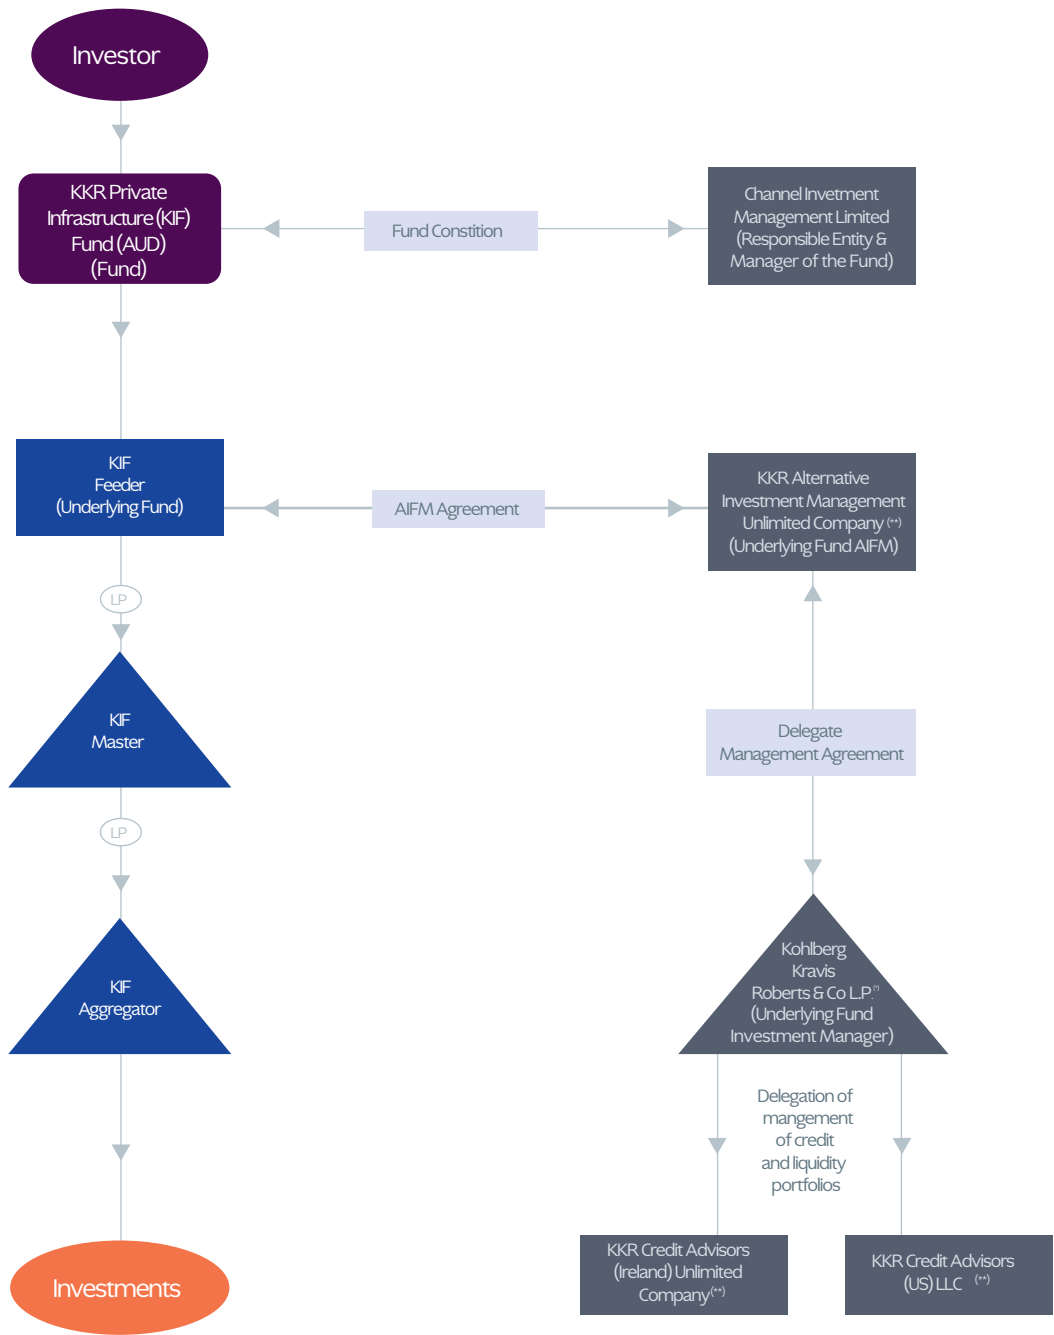 Investor
KKR Private
Infrastructure (KIF)
Fund (AUD)
(Fund)
Fund Constition
Channel Invetment
Management Limited
(Responsible Entity &
Manager of the Fund)
KIF
Feeder
(Underlying Fund)
AIFM Agreement
KKR Alternative
Investment Management
Unlimited Company (**)
(Underlying Fund AIFM)
LP
KIF
Master
Delegate
Management Agreement
LP
KIF
Aggregator
Kohlberg
Kravis
Roberts & Co L.P.(*)
(Underlying Fund
Investment Manager)
Delegation of
mangement
of credit
and liquidity
portfolios
Investments
KKR Credit Advisors
(Ireland) Unlimited
Company(**)
KKR Credit Advisors
(US) LLC (**)